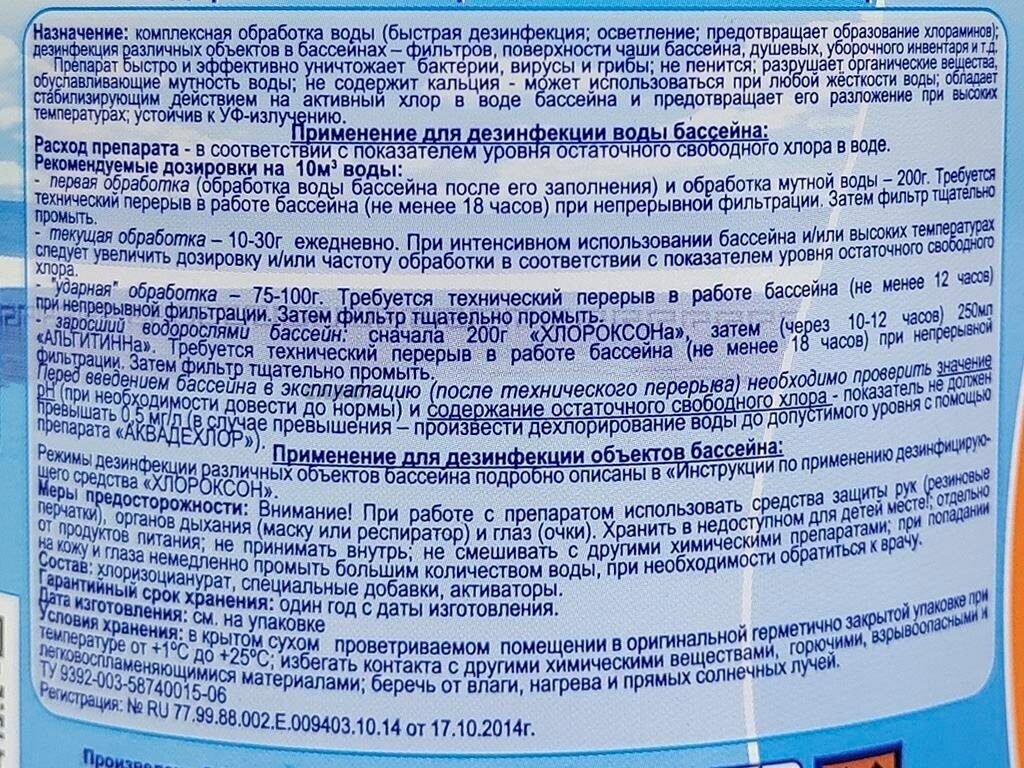 Назначение: комплексная обработка воды (быстрая дезинфекция; осветление; предотвращает образование хлораминов);
дезинфекция различных объектов в бассейнах – фильтров, поверхности чаши бассейна, душевых, уборочного инвентаря и т.д.
Препарат быстро и эффективно уничтожает бактерии, вирусы и грибы; не пенится; разрушает органические вещества,
обуславливающие мутность воды; не содержит кальция - может использоваться при любой жёсткости воды; обладает
стабилизирующим действием на активный хлор в воде бассейна и предотвращает его разложение при высоких
температурах; устойчив к УФ-излучению.
Применение для дезинфекции воды бассейна:
Расход препарата - в соответствии с показателем уровня остаточного свободного хлора в воде.
Рекомендуемые дозировки на 10м³ воды:
- первая обработка (обработка воды бассейна после его заполнения) и обработка мутной воды – 200г. Требуется
технический перерыв в работе бассейна (не менее 18 часов) при непрерывной фильтрации. Затем фильтр тщательно
промыть.
- текущая обработка – 10-30г ежедневно. При интенсивном использовании бассейна и/или высоких температурах
следует увеличить дозировку и/или частоту обработки в соответствии с показателем уровня остаточного свободного
хлора.
- "ударная" обработка – 75-100г. Требуется технический перерыв в работе бассейна (не менее 12 часов)
при непрерывной фильтрации. Затем фильтр тщательно промыть.
- заросший водорослями бассейн: сначала 200г «ХЛОРОКСОНа», затем (через 10-12 часов) 250мл
«АЛЬГИТИННа». Требуется технический перерыв в работе бассейна (не менее 18 часов) при непрерывной
фильтрации. Затем фильтр тщательно промыть.
Перед введением бассейна в эксплуатацию (после технического перерыва) необходимо проверить значение
pH (при необходимости довести до нормы) и содержание остаточного свободного хлора - показатель не должен
превышать 0,5 мг/л (в случае превышения – произвести дехлорирование воды до допустимого уровня с помощью
препарата «АКВАДЕХЛОР»).
Применение для дезинфекции объектов бассейна:
Режимы дезинфекции различных объектов бассейна подробно описаны в «Инструкции по применению дезинфицирую-
щего средства «ХЛОРОКСОН».
Меры предосторожности: Внимание! При работе с препаратом использовать средства защиты рук (резиновые
перчатки), органов дыхания (маску или респиратор) и глаз (очки). Хранить в недоступном для детей месте!; отдельно
от продуктов питания; не принимать внутрь; не смешивать с другими химическими препаратами; при попадании
на кожу и глаза немедленно промыть большим количеством воды, при необходимости обратиться к врачу.
Состав: хлоризоцианурат, специальные добавки, активаторы.
Гарантийный срок хранения: один год с даты изготовления.
Дата изготовления: см. на упаковке
Условия хранения: в крытом сухом проветриваемом помещении в оригинальной герметично закрытой упаковке при
температуре от +1°С до +25°С; избегать контакта с другими химическими веществами, горючими, взрывоопасными и
легковоспламеняющимися материалами; беречь от влаги, нагрева и прямых солнечных лучей.
ТУ 9392-003-58740015-06
Регистрация: № RU 77.99.88.002.Е.009403.10.14 от 17.10.2014г.